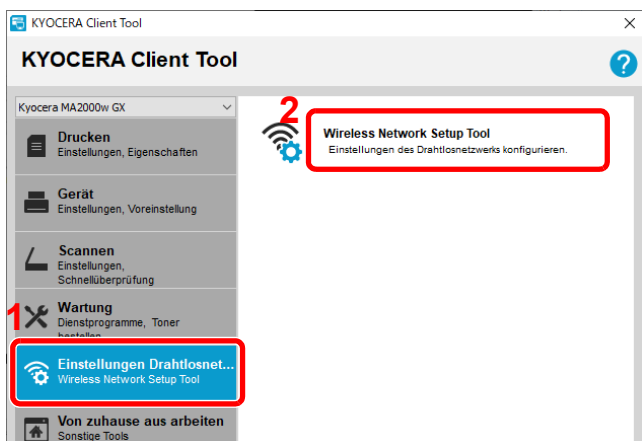 KYOCERA Client Tool
KYOCERA Client Tool
?
Kyocera MA2000w GX
Drucken
Einstellungen, Eigenschaften
Gerät
Einstellungen, Voreinstellung
Scannen
Einstellungen,
Schnellüberprüfung
1
Wartung
Dienstprogramme, Toner
bestellen
Einstellungen Drahtlosnet...
Wireless Network Setup Tool
Von zuhause aus arbeiten
Sonstige Tools
2
Wireless Network Setup Tool
Einstellungen des Drahtlosnetzwerks konfigurieren.